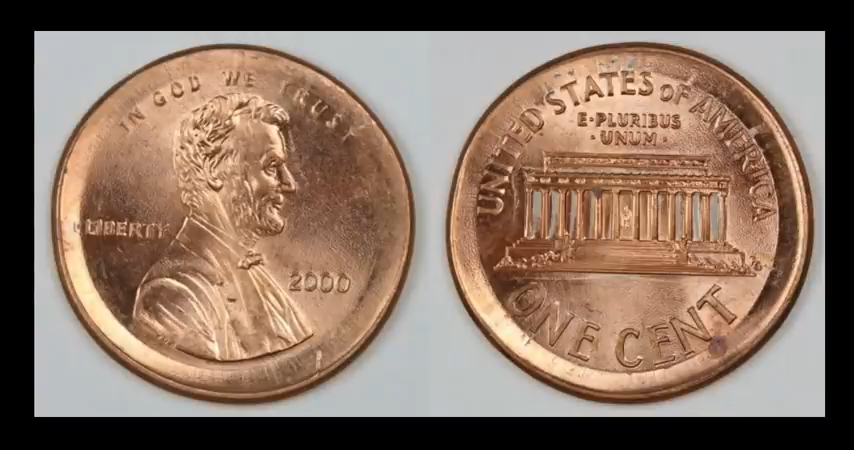 IN GOD WE TRUST
LIBERTY
2000
UNITED STATES OF AMERICA
E·PLURIBUS
·UNUM·
ONE CENT